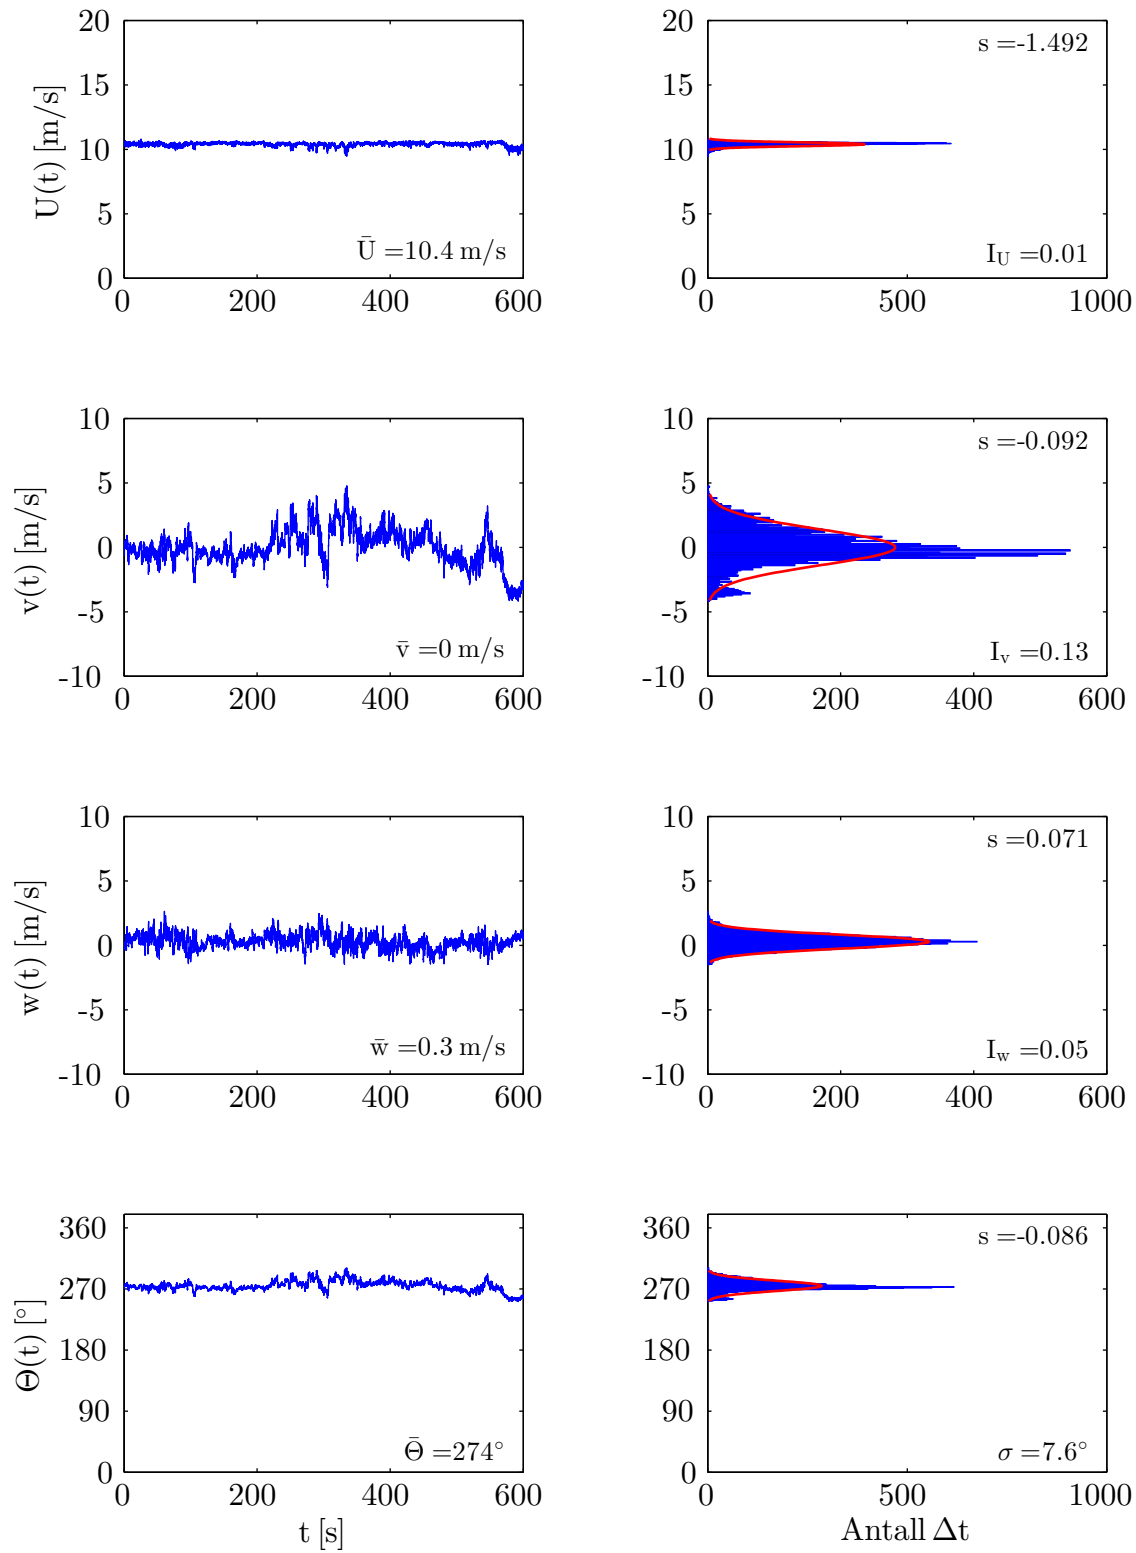 20
15
10
5
0
U(t) [m/s]
Ū =10.4 m/s
0 200 400 600
s =-1.492
20
15
10
5
0
I_U =0.01
0 500 1000
10
5
0
-5
-10
v(t) [m/s]
v̄ =0 m/s
0 200 400 600
s =-0.092
10
5
0
-5
-10
I_v =0.13
0 200 400 600
10
5
0
-5
-10
w(t) [m/s]
w̄ =0.3 m/s
0 200 400 600
s =0.071
10
5
0
-5
-10
I_w =0.05
0 200 400 600
360
270
180
90
0
Θ(t) [°]
Θ̄ =274°
0 200 400 600
t [s]
s =-0.086
360
270
180
90
0
σ =7.6°
0 500 1000
Antall Δt